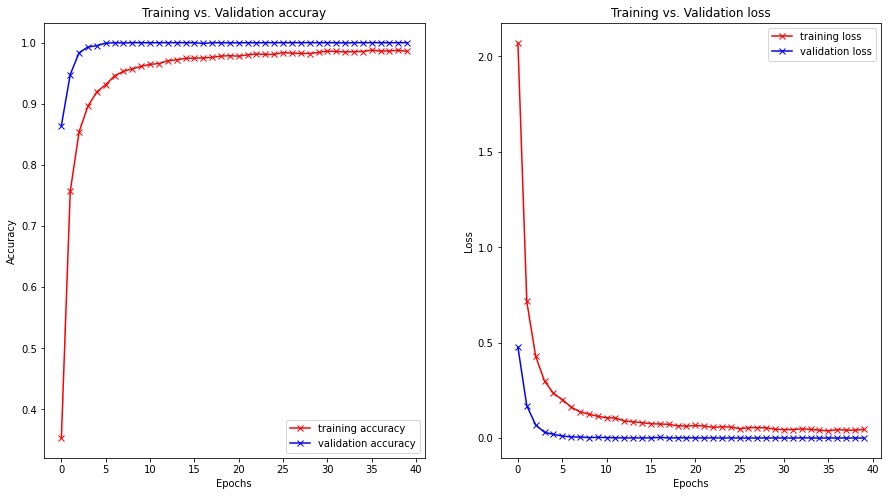 Training vs. Validation accuray
1.0
0.9
0.8
0.7
0.6
0.5
0.4
Accuracy
0 5 10 15 20 25 30 35 40
Epochs
training accuracy
validation accuracy
Training vs. Validation loss
2.0
1.5
1.0
0.5
0.0
Loss
0 5 10 15 20 25 30 35 40
Epochs
training loss
validation loss